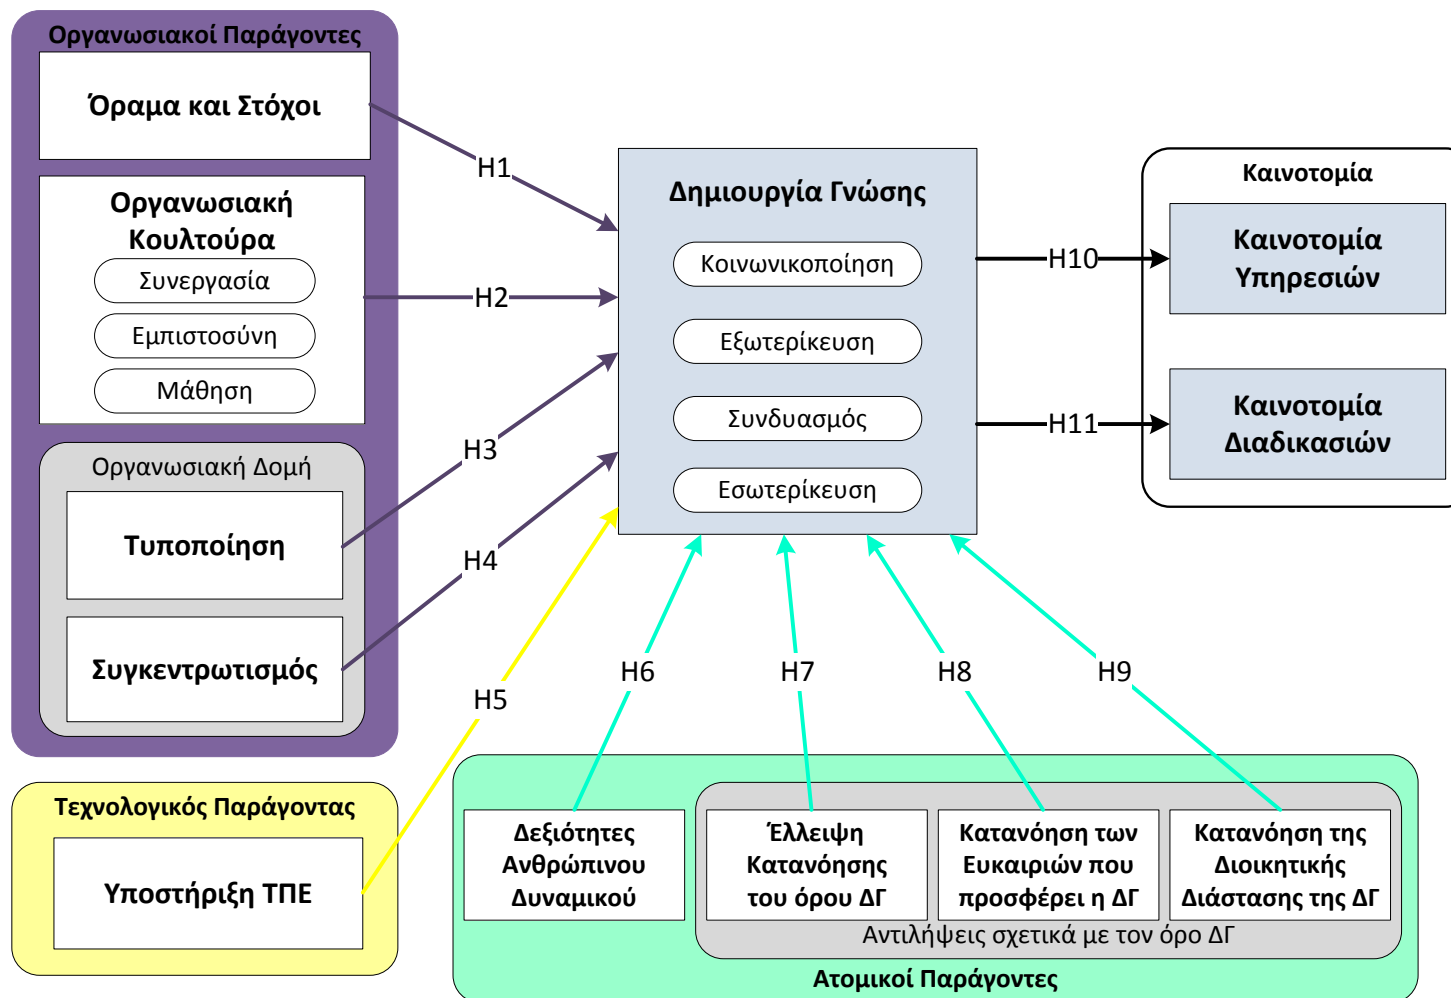 Οργανωσιακοί Παράγοντες
Όραμα και Στόχοι
Οργανωσιακή
Κουλτούρα
Συνεργασία
Εμπιστοσύνη
Μάθηση
Οργανωσιακή Δομή
Τυποποίηση
Συγκεντρωτισμός
Τεχνολογικός Παράγοντας
Υποστήριξη ΤΠΕ
H1
H2
H3
H4
H5
Δημιουργία Γνώσης
Κοινωνικοποίηση
Εξωτερίκευση
Συνδυασμός
Εσωτερίκευση
H10
H11
Καινοτομία
Καινοτομία
Υπηρεσιών
Καινοτομία
Διαδικασιών
H6
H7
H8
H9
Δεξιότητες
Ανθρώπινου
Δυναμικού
Έλλειψη
Κατανόησης
του όρου ΔΓ
Κατανόηση των
Ευκαιριών που
προσφέρει η ΔΓ
Κατανόηση της
Διοικητικής
Διάστασης της ΔΓ
Αντιλήψεις σχετικά με τον όρο ΔΓ
Ατομικοί Παράγοντες